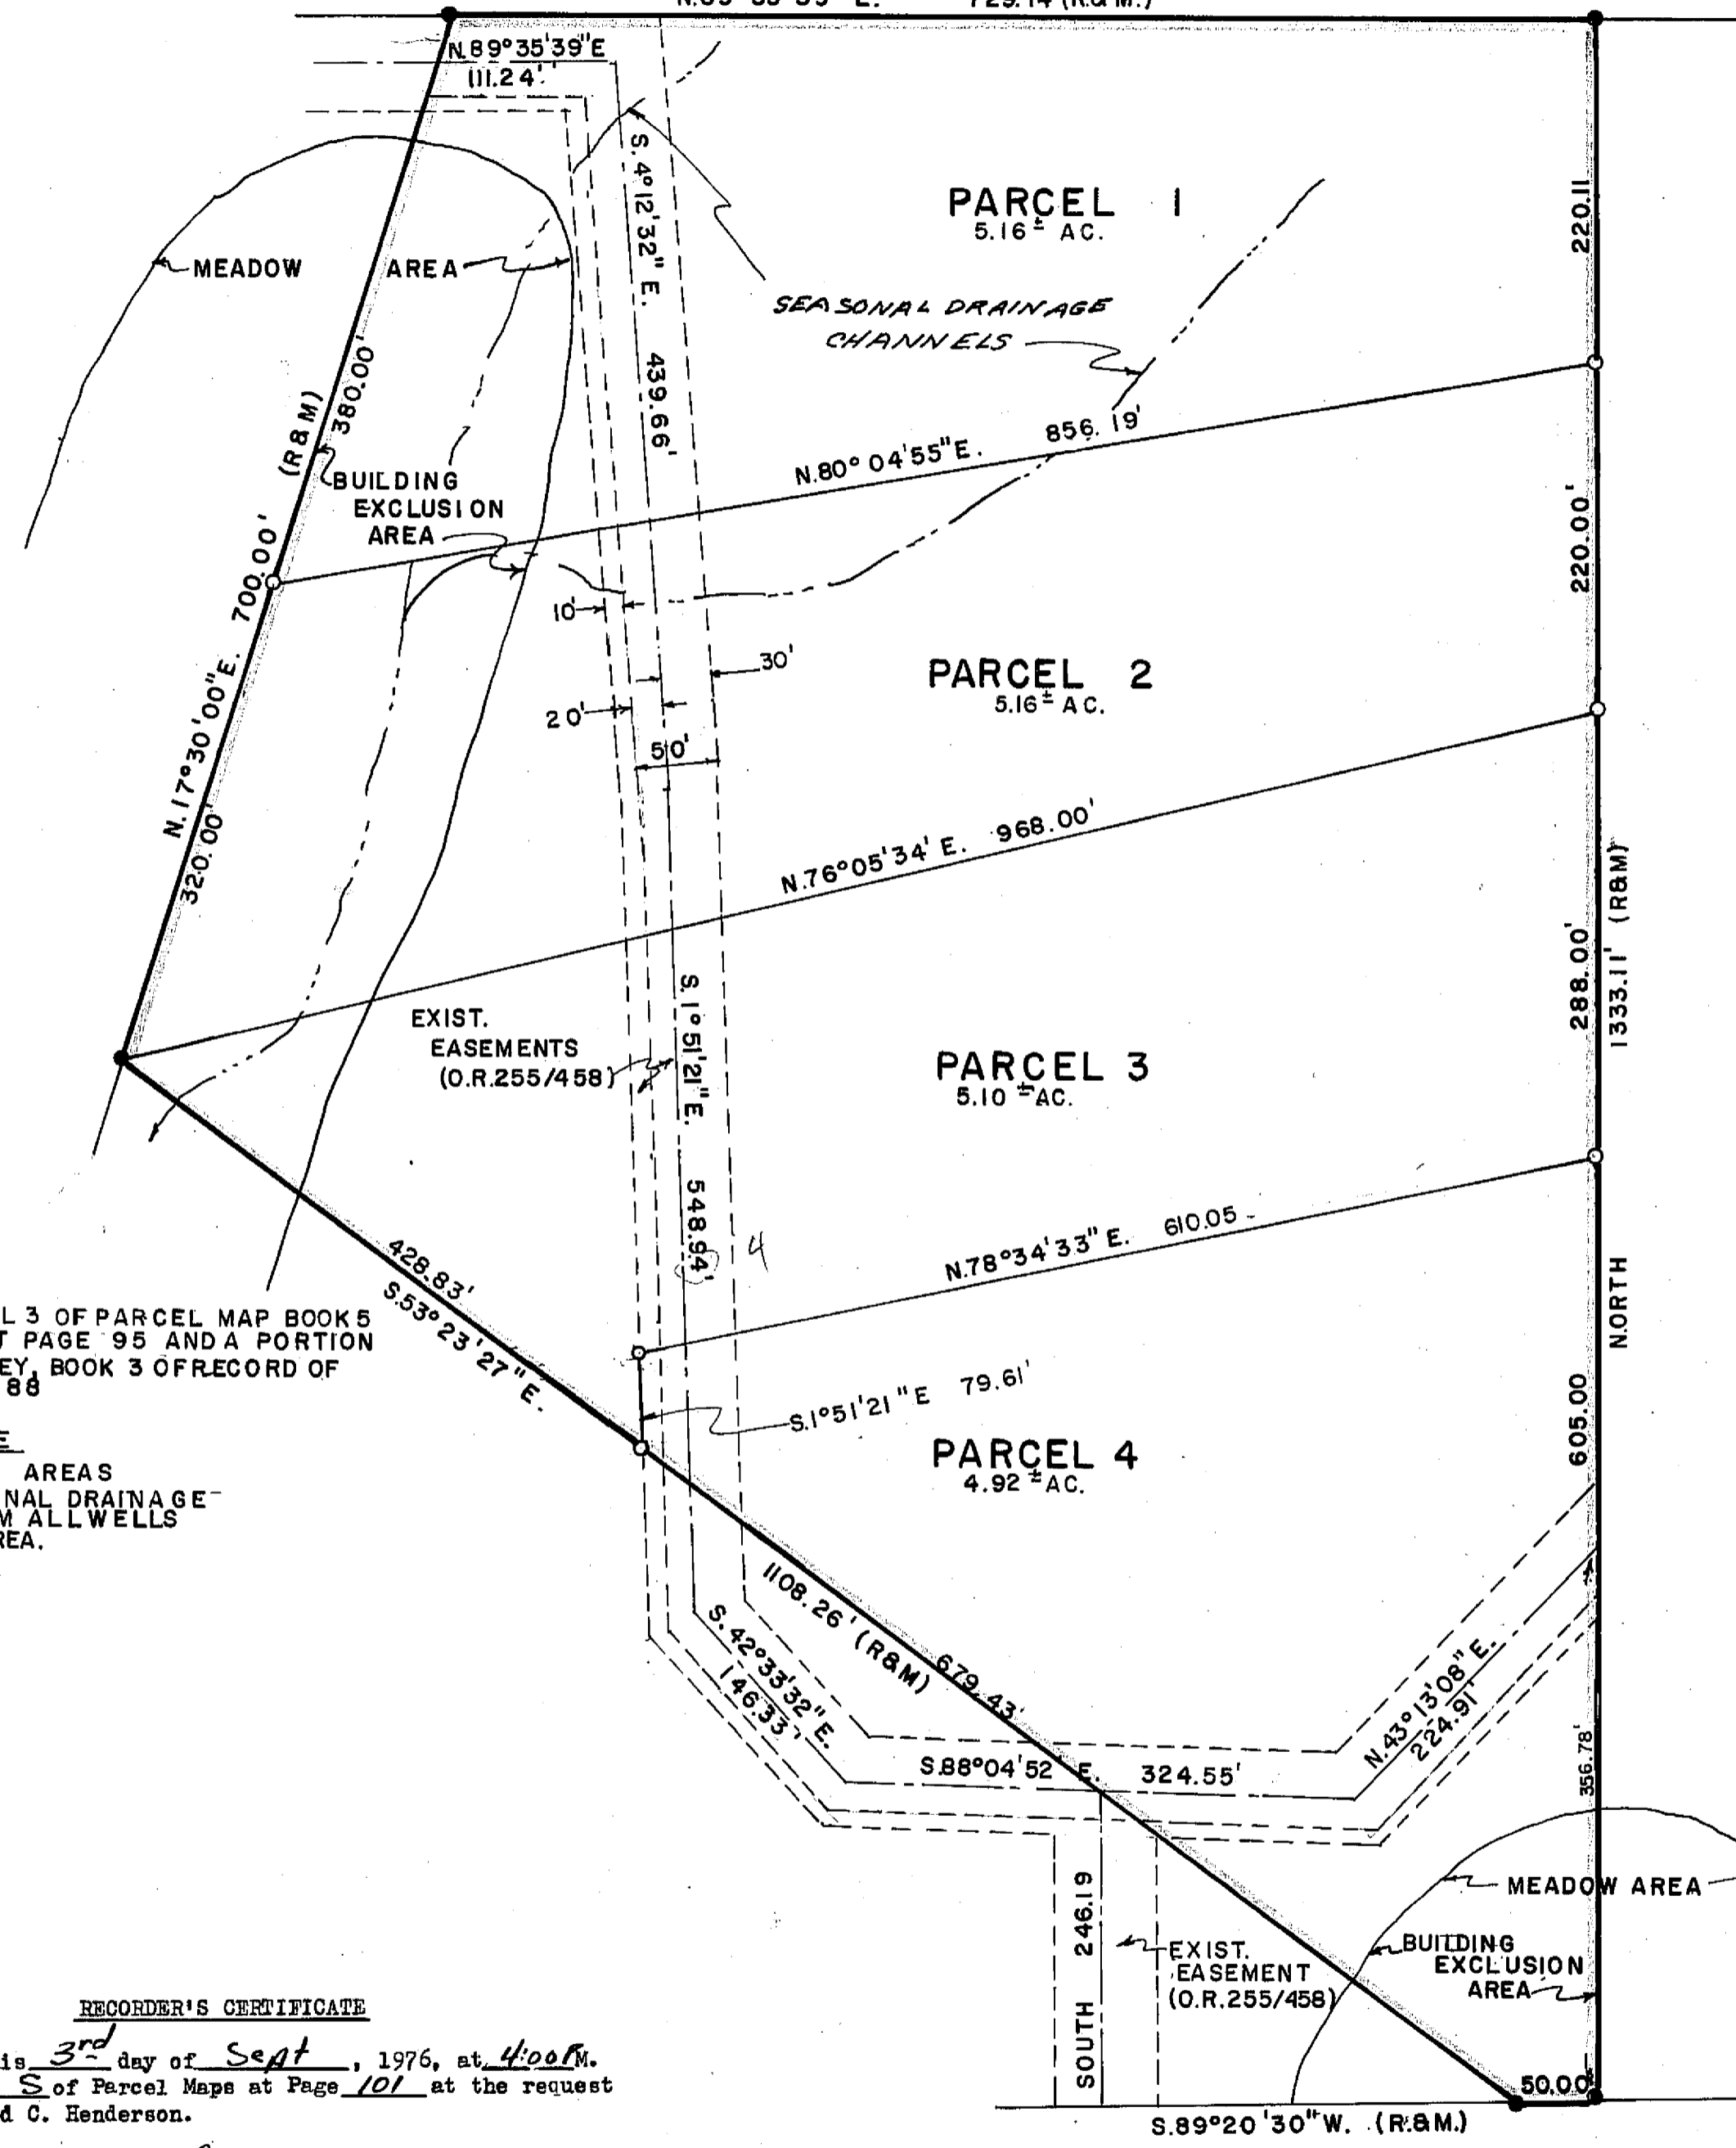 729.14 (R.& M.)
N.89°35'39"E
111.24'
S.4°12'32"E. 439.66'
PARCEL 1
5.16± AC.
220.11
MEADOW AREA
SEASONAL DRAINAGE
CHANNELS
(R & M)
380.00'
BUILDING
EXCLUSION
AREA
N.80°04'55"E. 856.19'
N.17°30'00"E. 700.00'
320.00'
220.00'
10'
30'
20'
50'
PARCEL 2
5.16± AC.
N.76°05'34'E. 968.00'
288.00'
1333.11' (R&M)
NORTH
EXIST.
EASEMENTS
(O.R.255/458)
S.1°51'21"E. 548.94'
4
PARCEL 3
5.10± AC.
N.78°34'33"E. 610.05
428.83'
S.53°23'27"E.
L 3 OF PARCEL MAP BOOK 5
T PAGE 95 AND A PORTION
EY, BOOK 3 OF RECORD OF
88
E
AREAS
NAL DRAINAGE
M ALL WELLS
REA.
S.1°51'21"E 79.61'
PARCEL 4
4.92± AC.
605.00
1108.26' (R&M)
679.43'
S.42°33'32"E.
146.33'
S.88°04'52"E. 324.55'
N.43°13'08"E.
224.91'
356.78'
MEADOW AREA
BUILDING
EXCLUSION
AREA
SOUTH 246.19
EXIST.
EASEMENT
(O.R.255/458)
50.00'
S.89°20'30"W. (R.&M.)
RECORDER'S CERTIFICATE
is 3rd day of Sept, 1976, at 4:00 P.M.
5 of Parcel Maps at Page 101 at the request
d C. Henderson.